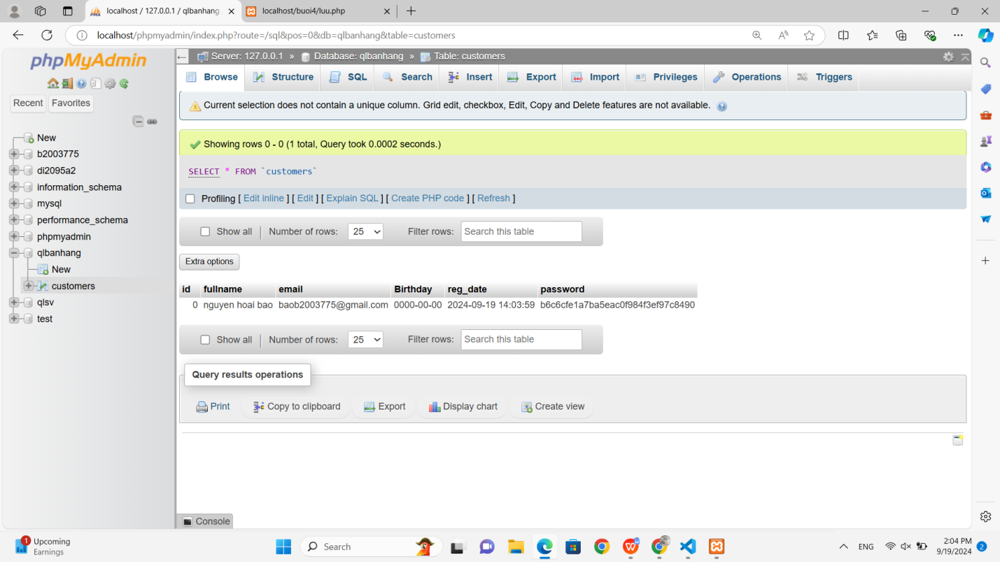 localhost / 127.0.0.1 / qlbanhang
localhost/buoi4/luu.php
localhost/phpmyadmin/index.php?route=/sql&pos=0&db=qlbanhang&table=customers
phpMyAdmin
Recent Favorites
New
b2003775
di2095a2
information_schema
mysql
performance_schema
phpmyadmin
qlbanhang
New
customers
qlsv
test
Server: 127.0.0.1 » Database: qlbanhang » Table: customers
Browse Structure SQL Search Insert Export Import Privileges Operations Triggers
Current selection does not contain a unique column. Grid edit, checkbox, Edit, Copy and Delete features are not available.
Showing rows 0 - 0 (1 total, Query took 0.0002 seconds.)
SELECT * FROM `customers`
Profiling [ Edit inline ] [ Edit ] [ Explain SQL ] [ Create PHP code ] [ Refresh ]
Show all Number of rows: 25 Filter rows: Search this table
Extra options
id fullname email Birthday reg_date password
0 nguyen hoai bao baob2003775@gmail.com 0000-00-00 2024-09-19 14:03:59 b6c6cfe1a7ba5eac0f984f3ef97c8490
Show all Number of rows: 25 Filter rows: Search this table
Query results operations
Print Copy to clipboard Export Display chart Create view
Console
1 Upcoming
Earnings
Search
ENG
2:04 PM
9/19/2024
2